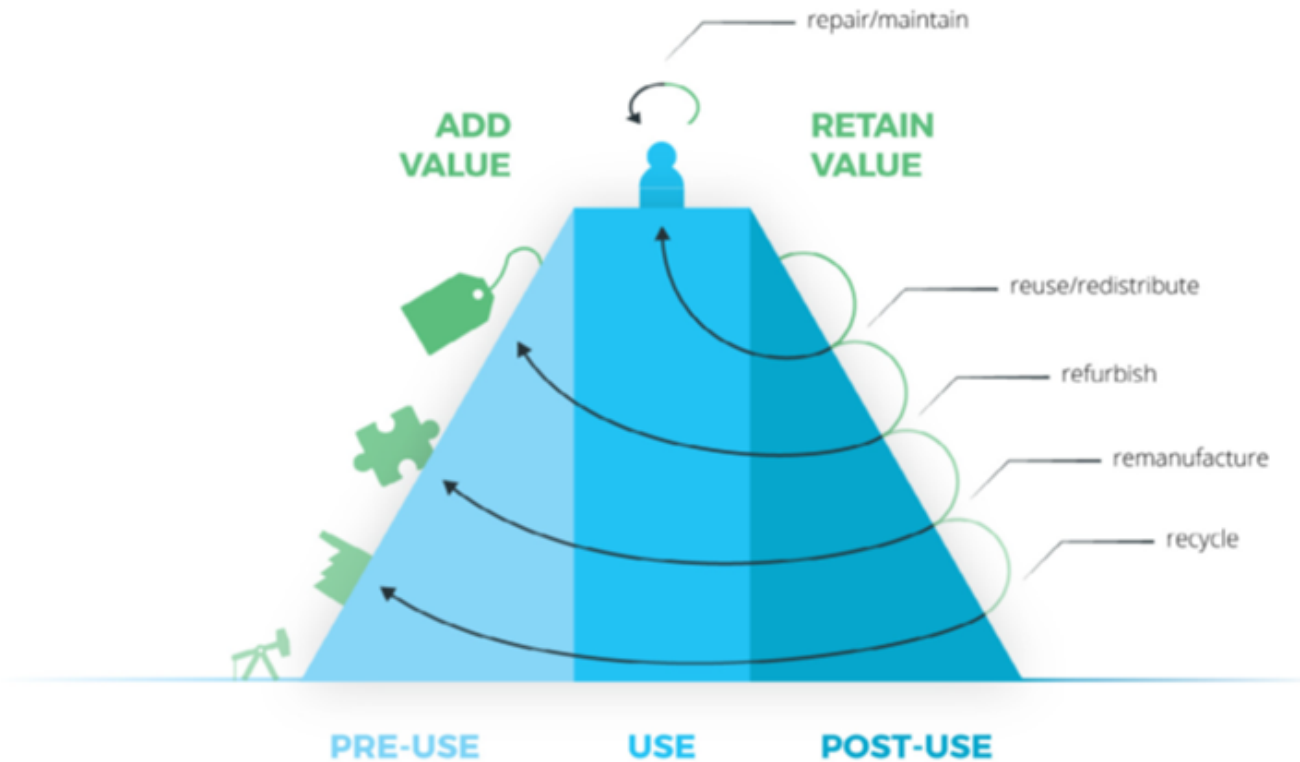 repair/maintain
ADD
VALUE
RETAIN
VALUE
reuse/redistribute
refurbish
remanufacture
recycle
PRE-USE
USE
POST-USE